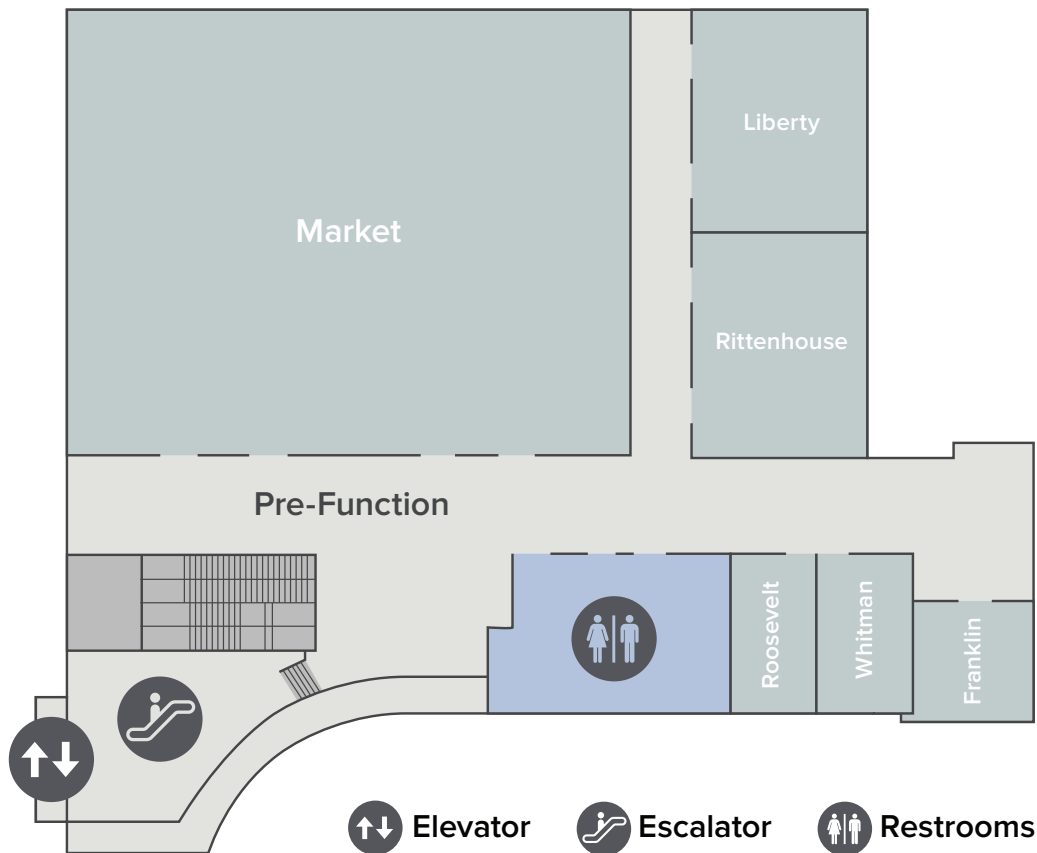 Liberty
Market
Rittenhouse
Pre-Function
Roosevelt
Whitman
Franklin
Elevator
Escalator
Restrooms